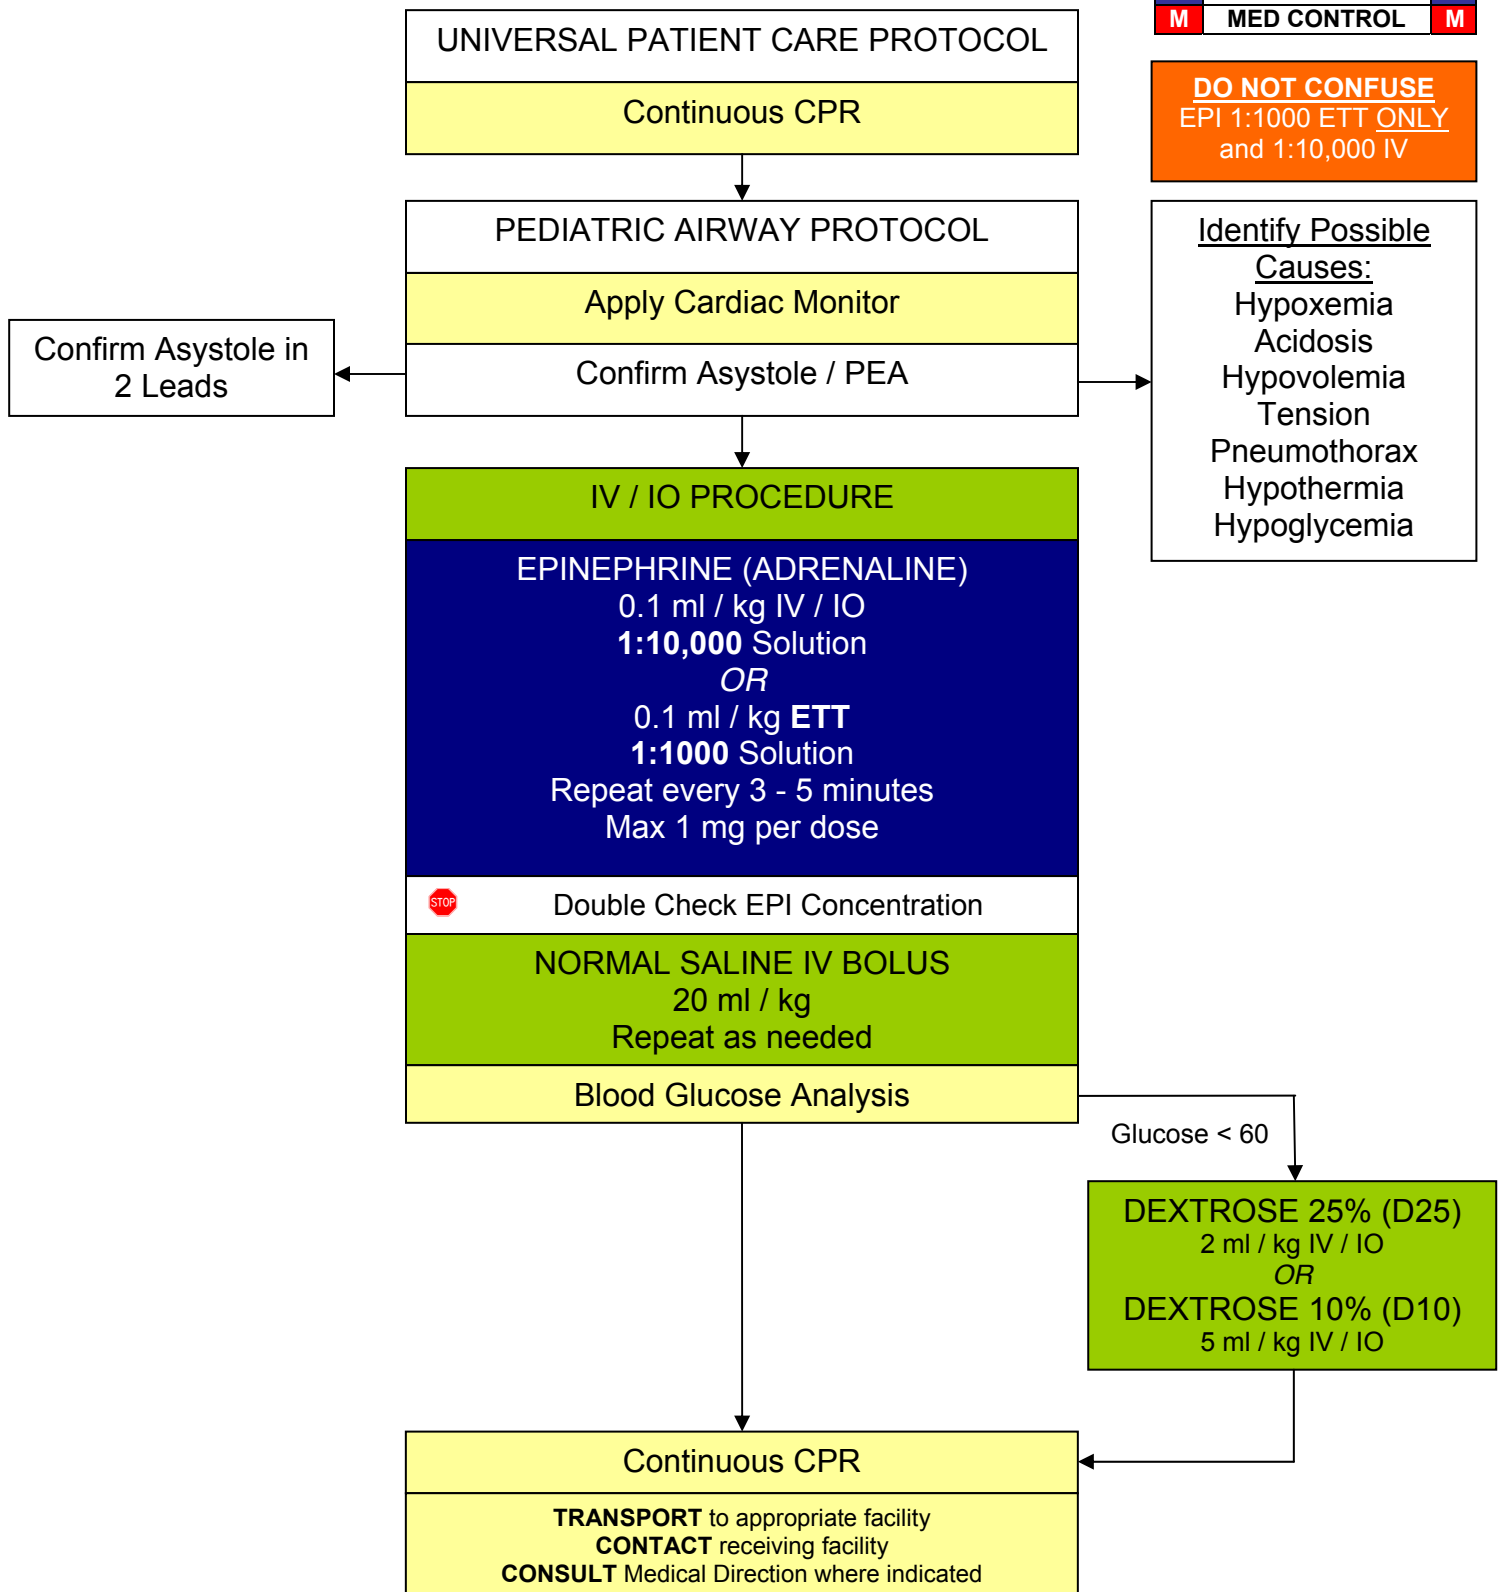 M MED CONTROL M
UNIVERSAL PATIENT CARE PROTOCOL
Continuous CPR
DO NOT CONFUSE
EPI 1:1000 ETT ONLY
and 1:10,000 IV
PEDIATRIC AIRWAY PROTOCOL
Apply Cardiac Monitor
Confirm Asystole / PEA
Confirm Asystole in
2 Leads
Identify Possible
Causes:
Hypoxemia
Acidosis
Hypovolemia
Tension
Pneumothorax
Hypothermia
Hypoglycemia
IV / IO PROCEDURE
EPINEPHRINE (ADRENALINE)
0.1 ml / kg IV / IO
1:10,000 Solution
OR
0.1 ml / kg ETT
1:1000 Solution
Repeat every 3 - 5 minutes
Max 1 mg per dose
STOP
Double Check EPI Concentration
NORMAL SALINE IV BOLUS
20 ml / kg
Repeat as needed
Blood Glucose Analysis
Glucose < 60
DEXTROSE 25% (D25)
2 ml / kg IV / IO
OR
DEXTROSE 10% (D10)
5 ml / kg IV / IO
Continuous CPR
TRANSPORT to appropriate facility
CONTACT receiving facility
CONSULT Medical Direction where indicated